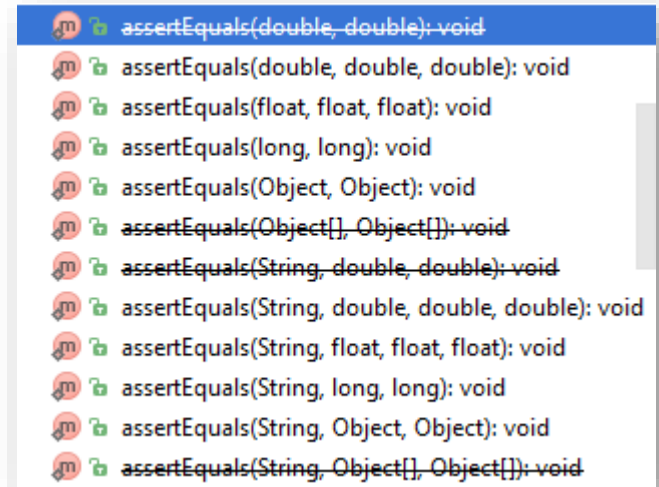 assertEquals(double, double): void
assertEquals(double, double, double): void
assertEquals(float, float, float): void
assertEquals(long, long): void
assertEquals(Object, Object): void
assertEquals(Object[], Object[]): void
assertEquals(String, double, double): void
assertEquals(String, double, double, double): void
assertEquals(String, float, float, float): void
assertEquals(String, long, long): void
assertEquals(String, Object, Object): void
assertEquals(String, Object[], Object[]): void